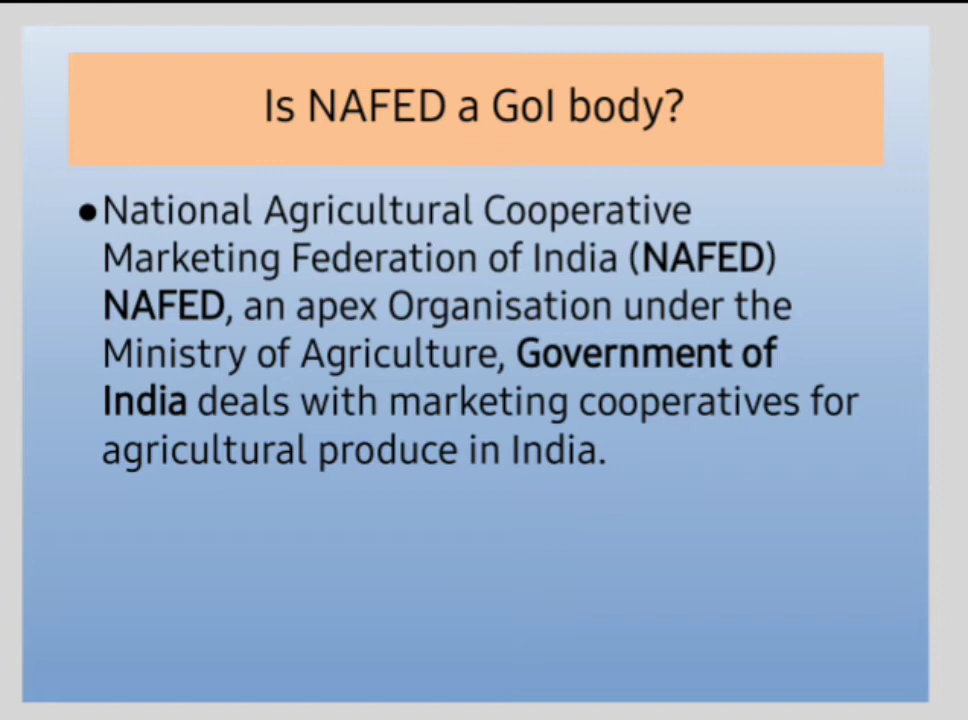 Is NAFED a GoI body?
●National Agricultural Cooperative
Marketing Federation of India (NAFED)
NAFED, an apex Organisation under the
Ministry of Agriculture, Government of
India deals with marketing cooperatives for
agricultural produce in India.